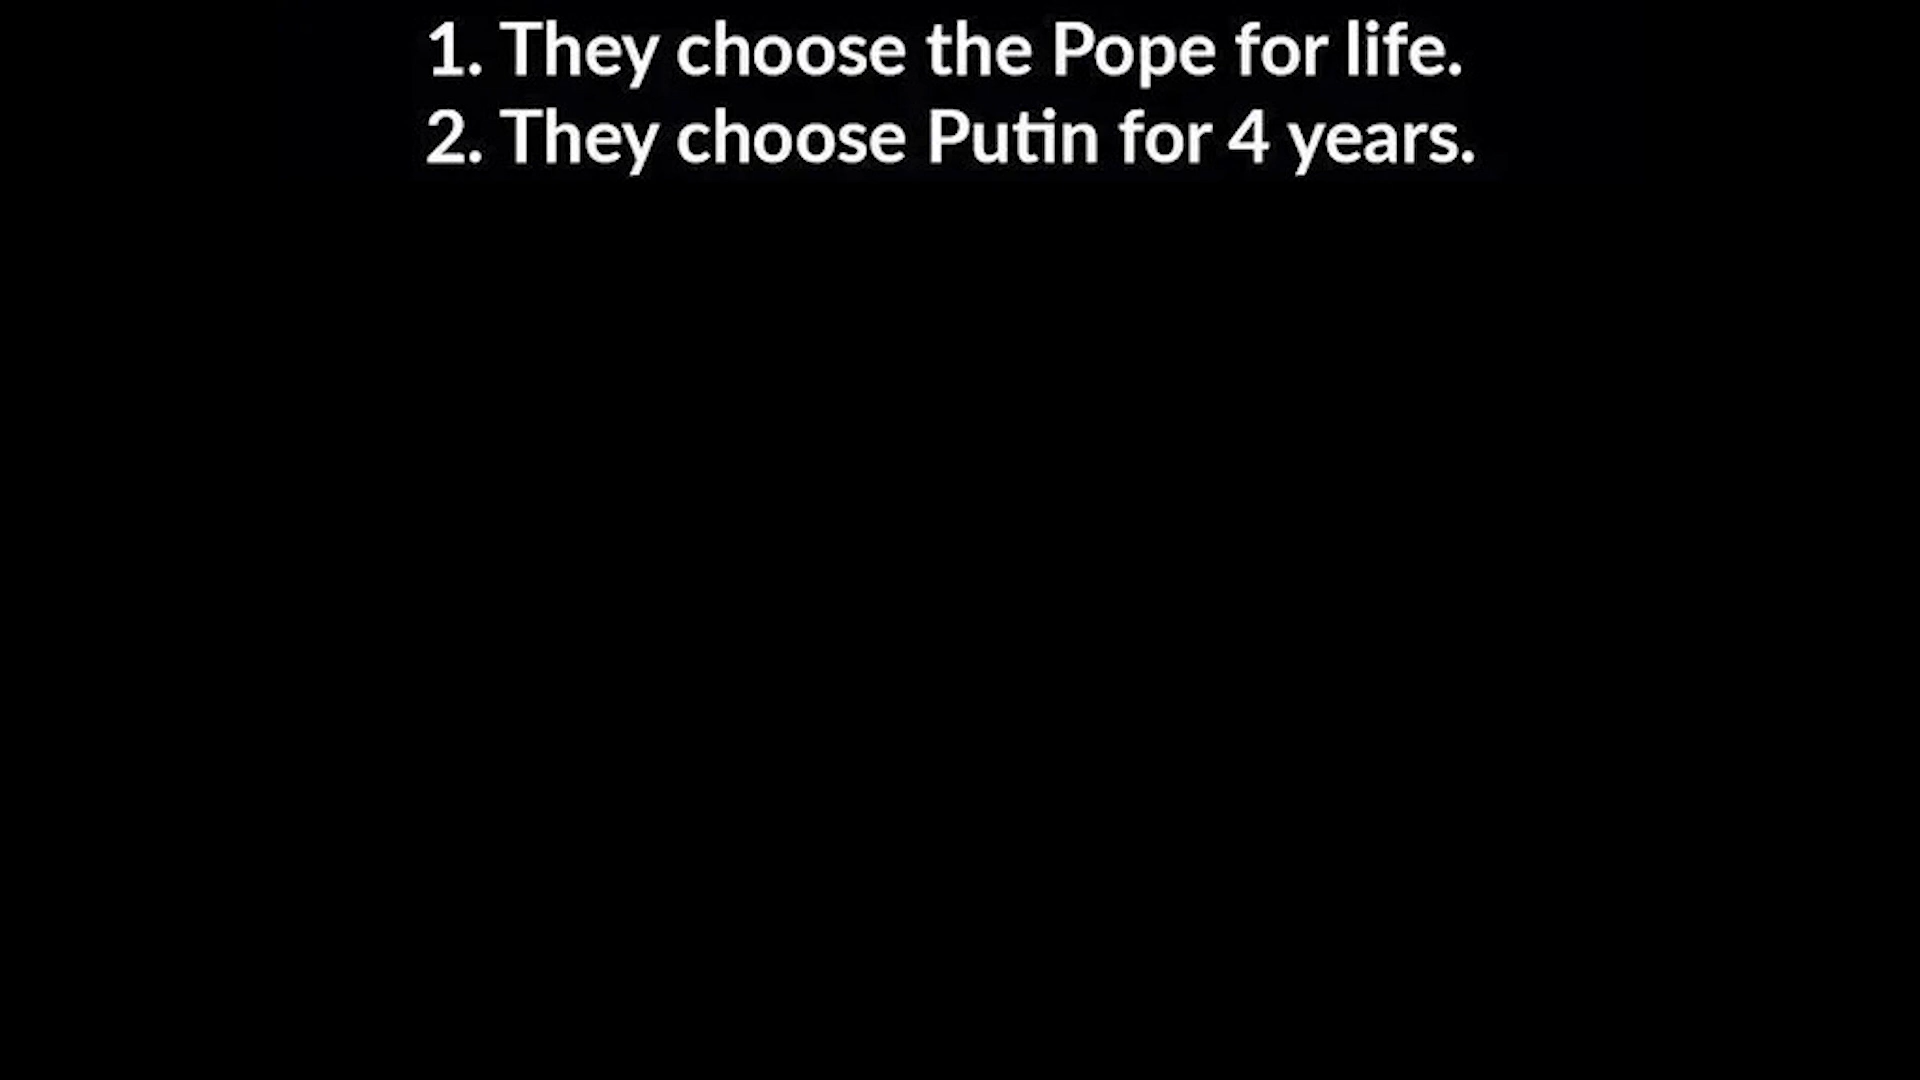 1. They choose the Pope for life.
2. They choose Putin for 4 years.